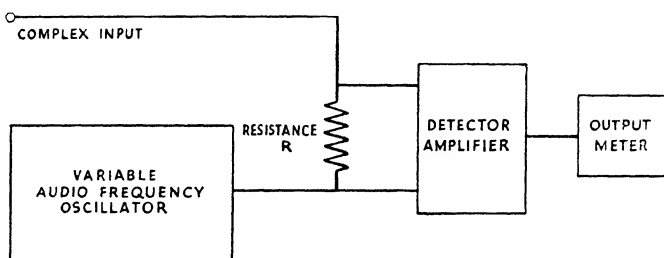 COMPLEX INPUT
RESISTANCE
R
DETECTOR
AMPLIFIER
OUTPUT
METER
VARIABLE
AUDIO FREQUENCY
OSCILLATOR